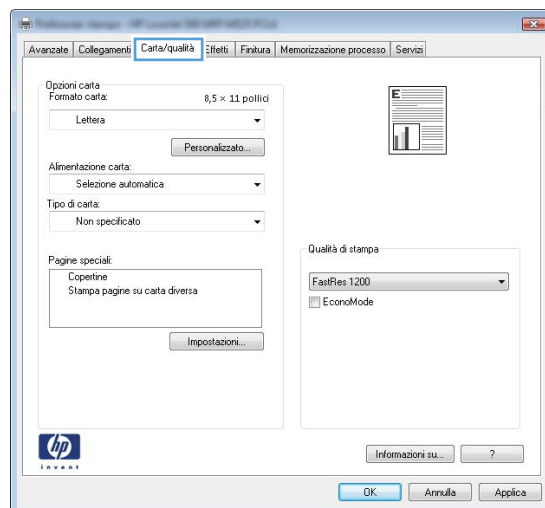 Avanzate Collegamenti Carta/qualità Effetti Finitura Memorizzazione processo Servizi
Opzioni carta
Formato carta: 8,5 × 11 pollici
Lettera
Personalizzato...
Alimentazione carta:
Selezione automatica
Tipo di carta:
Non specificato
Pagine speciali:
Copertine
Stampa pagine su carta diversa
Impostazioni...
E
Qualità di stampa
FastRes 1200
EconoMode
hp
invent
Informazioni su... ?
OK Annulla Applica